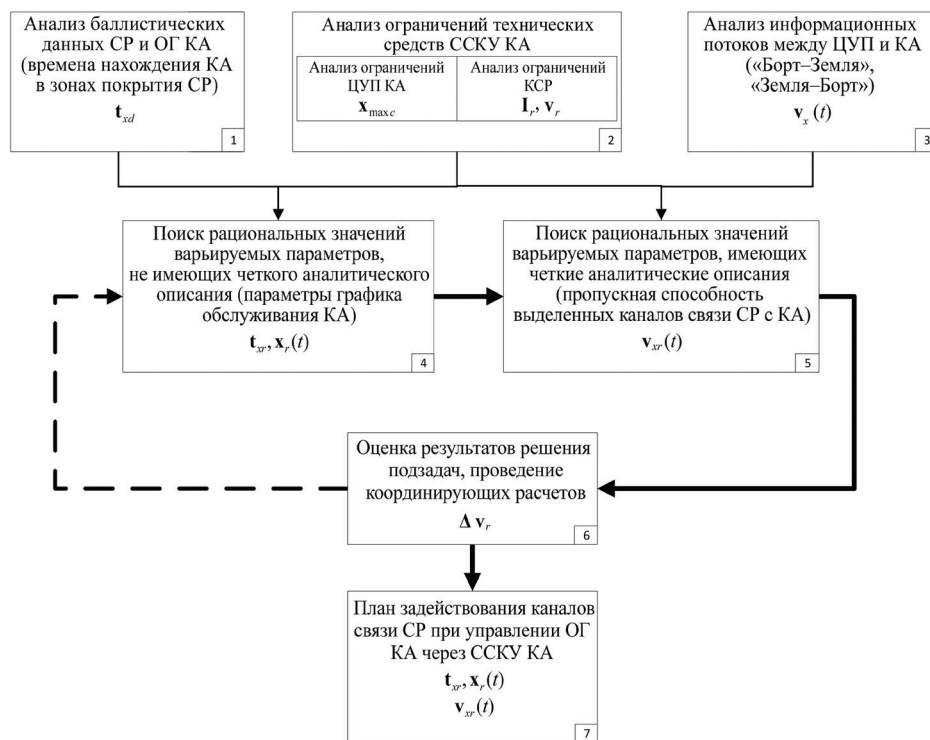 Анализ баллистических
данных СР и ОГ КА
(времена нахождения КА
в зонах покрытия СР)
t_xd
1
Анализ ограничений технических
средств ССКУ КА
Анализ ограничений
ЦУП КА
x_max c
Анализ ограничений
КСР
I_r, v_r
2
Анализ информационных
потоков между ЦУП и КА
(«Борт–Земля»,
«Земля–Борт»)
v_x (t)
3
Поиск рациональных значений
варьируемых параметров,
не имеющих четкого аналитического
описания (параметры графика
обслуживания КА)
t_xr, x_r(t)
4
Поиск рациональных значений
варьируемых параметров, имеющих
четкие аналитические описания
(пропускная способность
выделенных каналов связи СР с КА)
v_xr(t)
5
Оценка результатов решения
подзадач, проведение
координирующих расчетов
Δ v_r
6
План задействования каналов
связи СР при управлении ОГ
КА через ССКУ КА
t_xr, x_r(t)
v_xr(t)
7